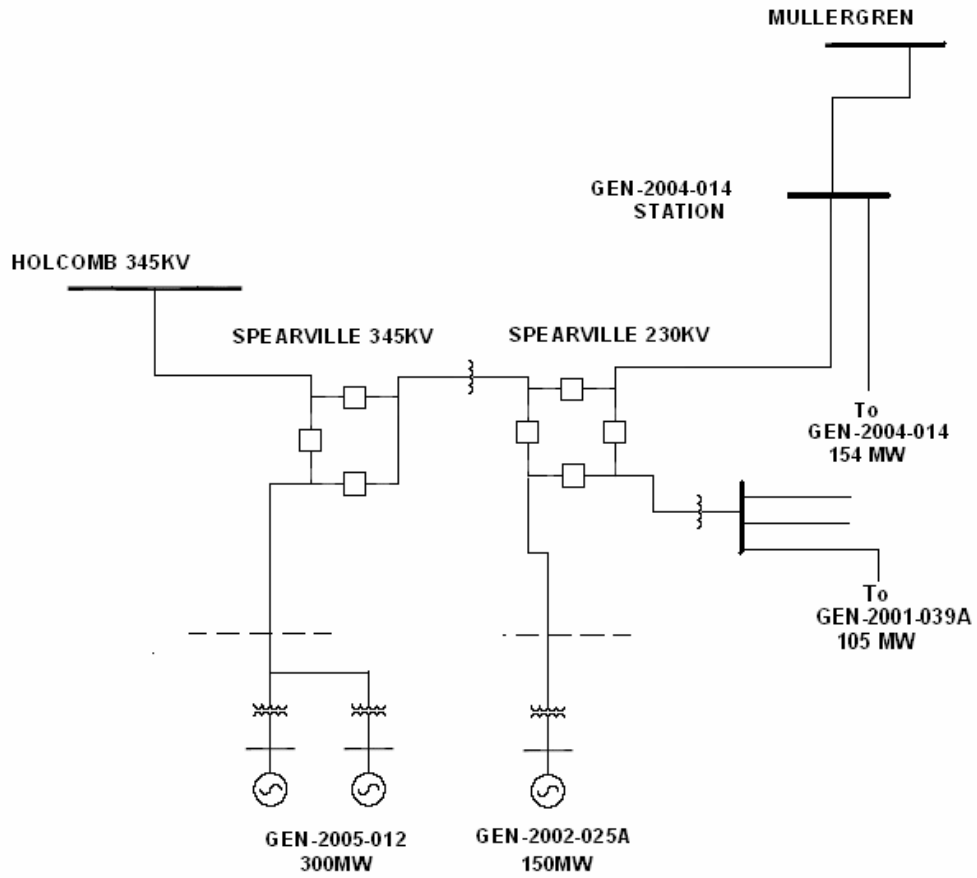 MULLERGREN
GEN-2004-014
STATION
HOLCOMB 345KV
SPEARVILLE 345KV
SPEARVILLE 230KV
To
GEN-2004-014
154 MW
To
GEN-2001-039A
105 MW
GEN-2005-012
300MW
GEN-2002-025A
150MW